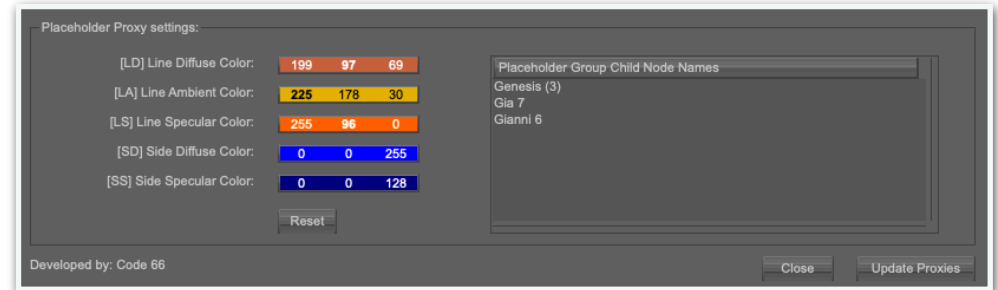 Placeholder Proxy settings:
[LD] Line Diffuse Color: 199 97 69
[LA] Line Ambient Color: 225 178 30
[LS] Line Specular Color: 255 96 0
[SD] Side Diffuse Color: 0 0 255
[SS] Side Specular Color: 0 0 128
Reset
Placeholder Group Child Node Names
Genesis (3)
Gia 7
Gianni 6
Developed by: Code 66
Close
Update Proxies